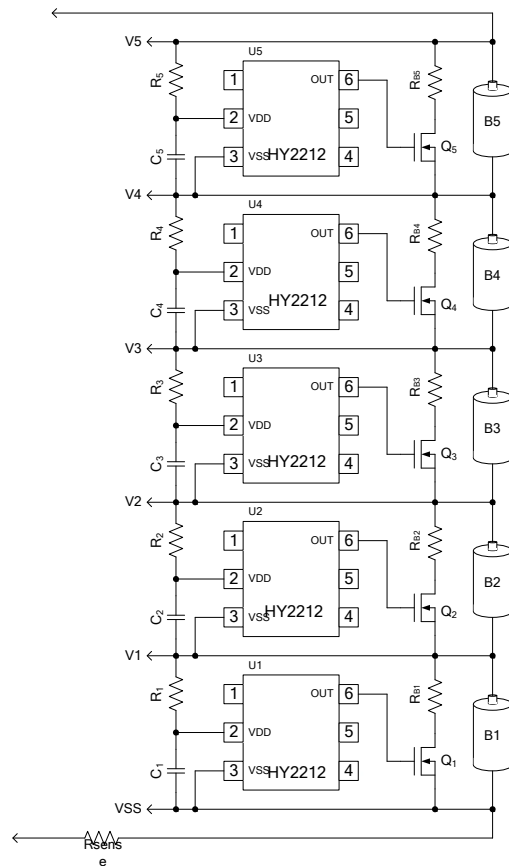 V5
U5
R5
1
OUT
6
RB5
2
VDD
5
B5
Q5
C5
3
VSS
HY2212
4
V4
U4
R4
1
OUT
6
RB4
2
VDD
5
B4
Q4
C4
3
VSS
HY2212
4
V3
U3
R3
1
OUT
6
RB3
2
VDD
5
B3
Q3
C3
3
VSS
HY2212
4
V2
U2
R2
1
OUT
6
RB2
2
VDD
5
B2
Q2
C2
3
VSS
HY2212
4
V1
U1
R1
1
OUT
6
RB1
2
VDD
5
B1
Q1
C1
3
VSS
HY2212
4
VSS
Rsens
e